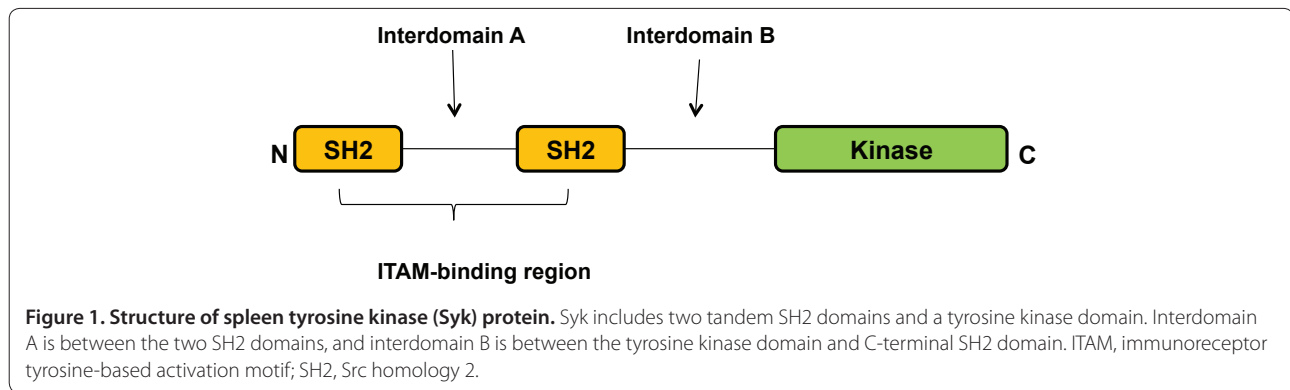 Interdomain A Interdomain B
N SH2 SH2 Kinase C
ITAM-binding region
Figure 1. Structure of spleen tyrosine kinase (Syk) protein. Syk includes two tandem SH2 domains and a tyrosine kinase domain. Interdomain
A is between the two SH2 domains, and interdomain B is between the tyrosine kinase domain and C-terminal SH2 domain. ITAM, immunoreceptor
tyrosine-based activation motif; SH2, Src homology 2.